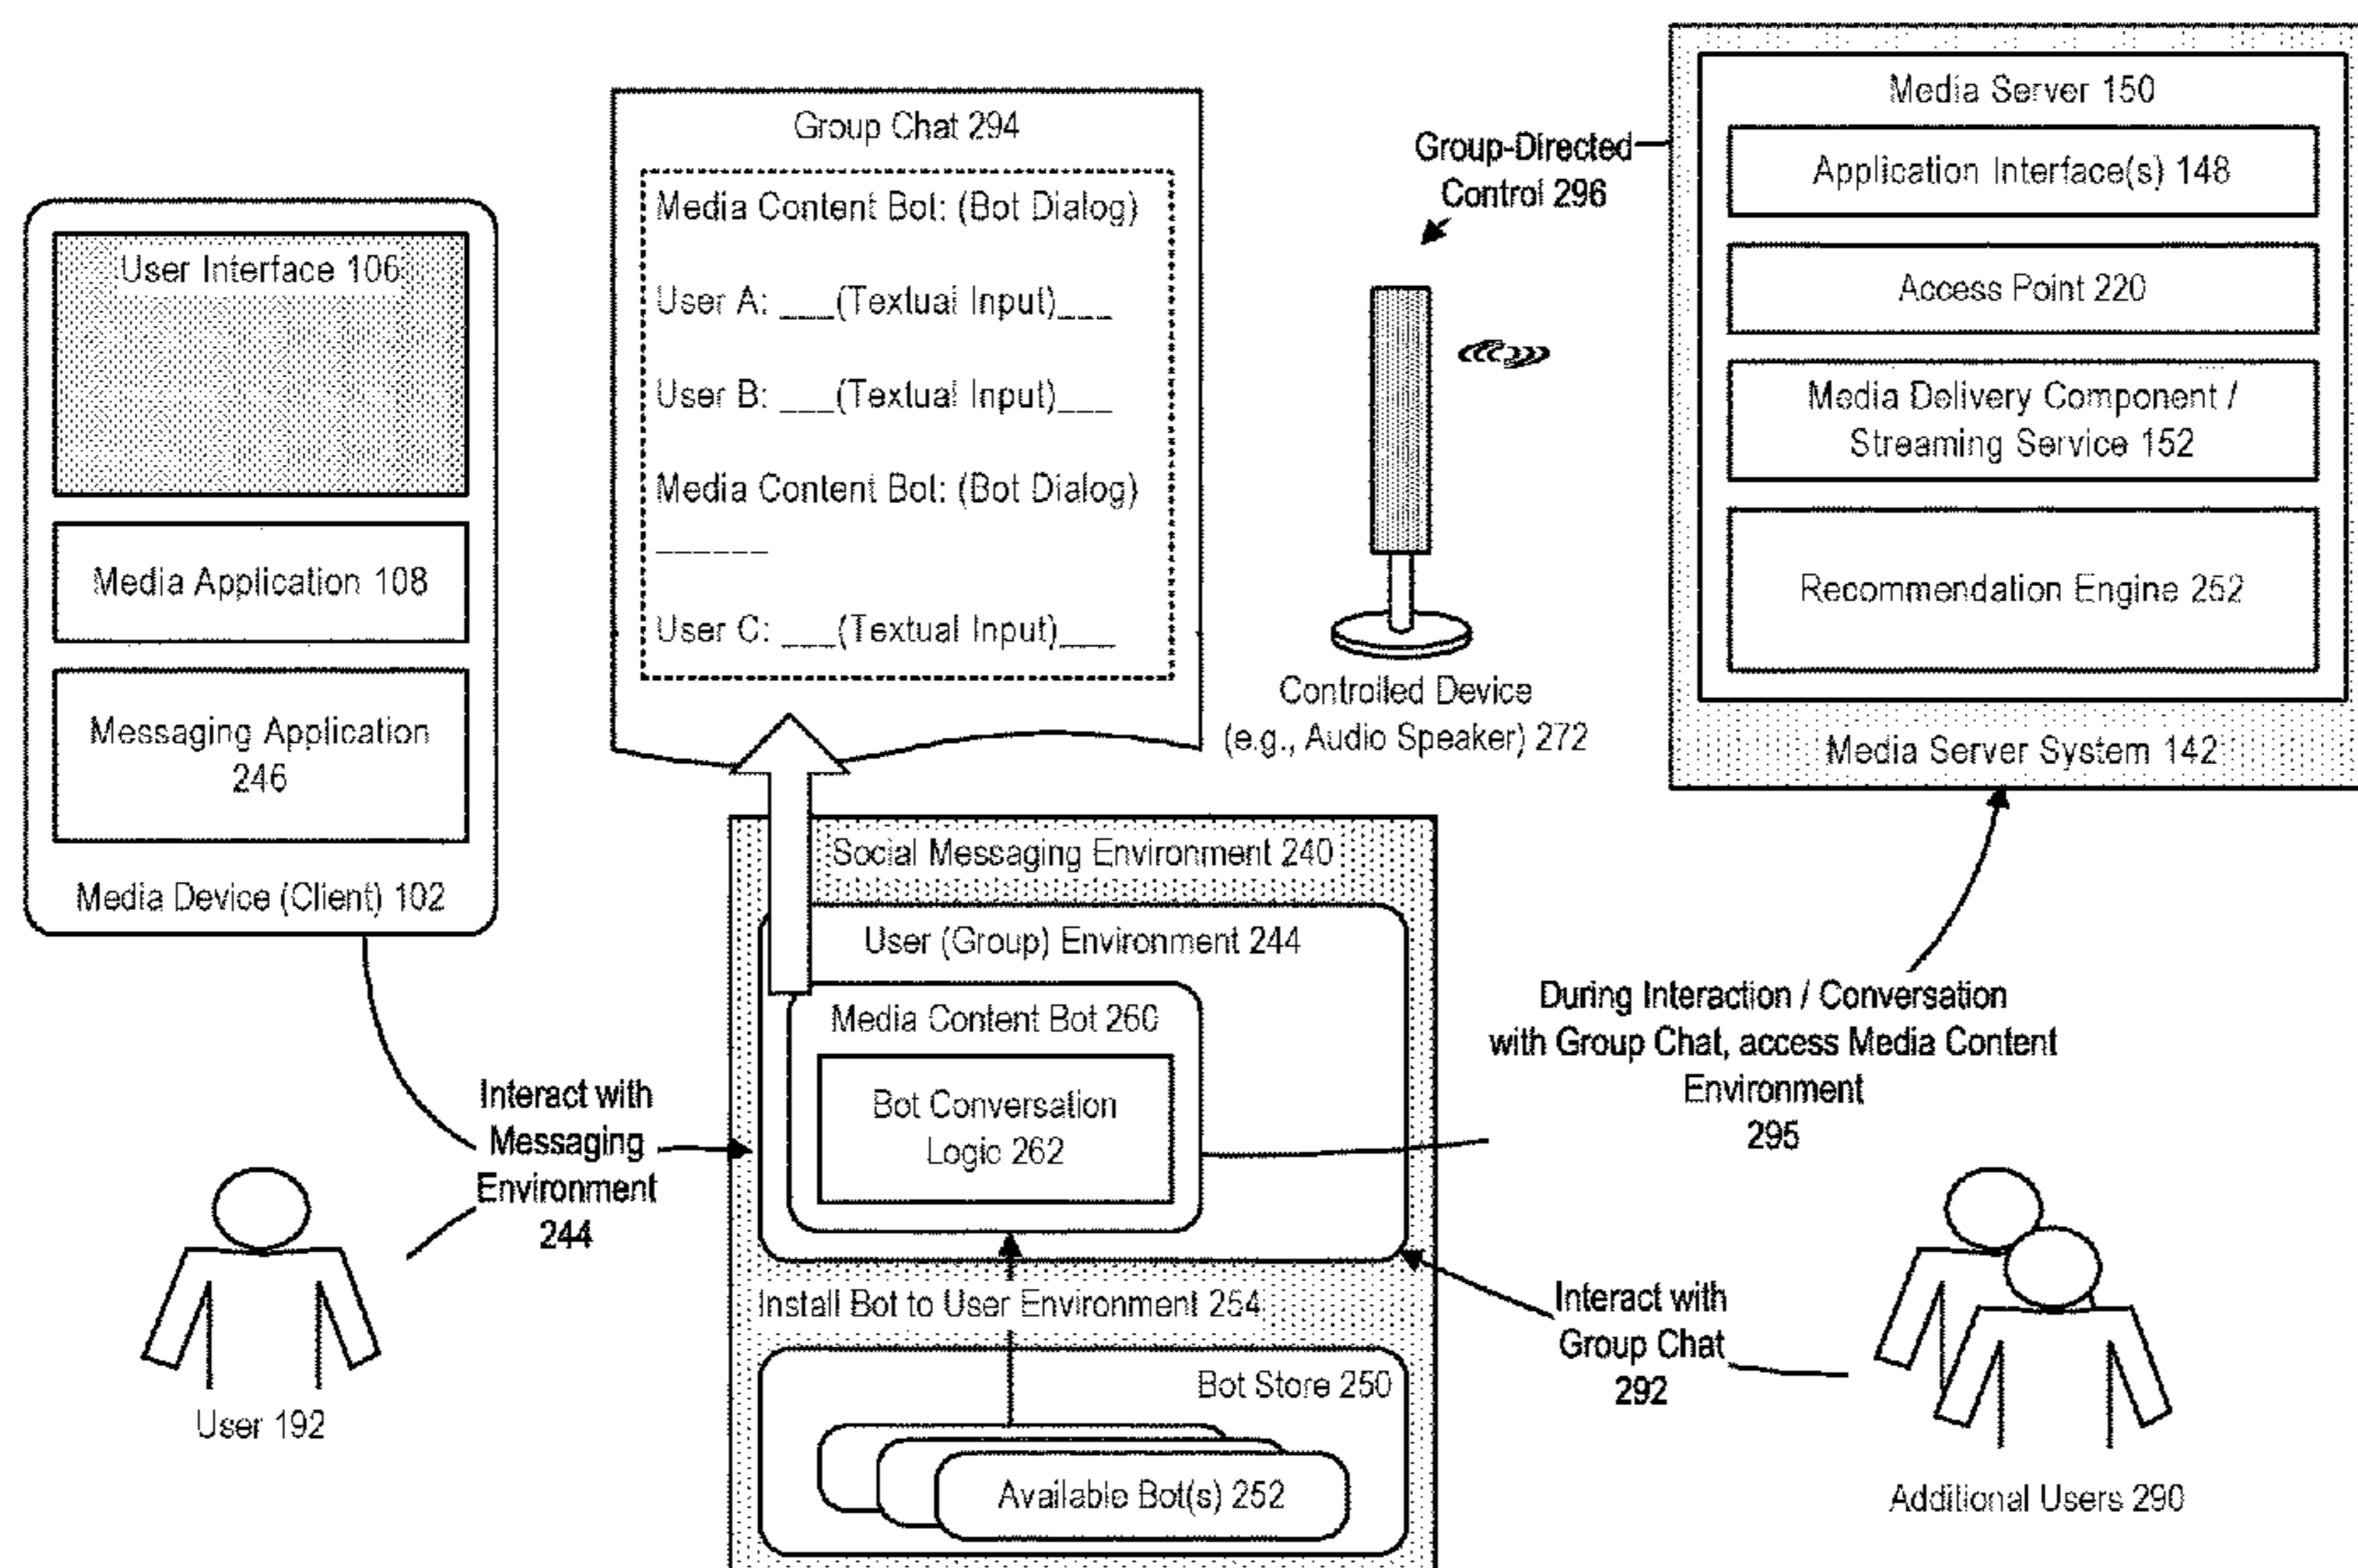 User Interface 106
Media Application 108
Messaging Application
246
Media Device (Client) 102
Group Chat 294
Media Content Bot: (Bot Dialog)
User A: ___(Textual Input)___
User B: ___(Textual Input)___
Media Content Bot: (Bot Dialog)
______
User C: ___(Textual Input)___
Group-Directed
Control 296
Controlled Device
(e.g., Audio Speaker) 272
Media Server 150
Application Interface(s) 148
Access Point 220
Media Delivery Component /
Streaming Service 152
Recommendation Engine 252
Media Server System 142
Social Messaging Environment 240
User (Group) Environment 244
Media Content Bot 260
Bot Conversation
Logic 262
Install Bot to User Environment 254
Bot Store 250
Available Bot(s) 252
Interact with
Messaging
Environment
244
User 192
During Interaction / Conversation
with Group Chat, access Media Content
Environment
295
Interact with
Group Chat
292
Additional Users 290